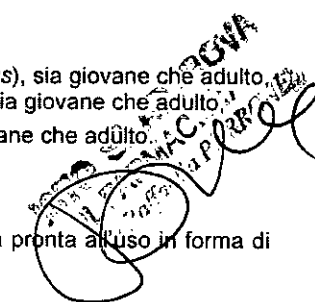 s), sia giovane che adulto,
ia giovane che adulto,
ane che adulto.
a pronta all'uso in forma di